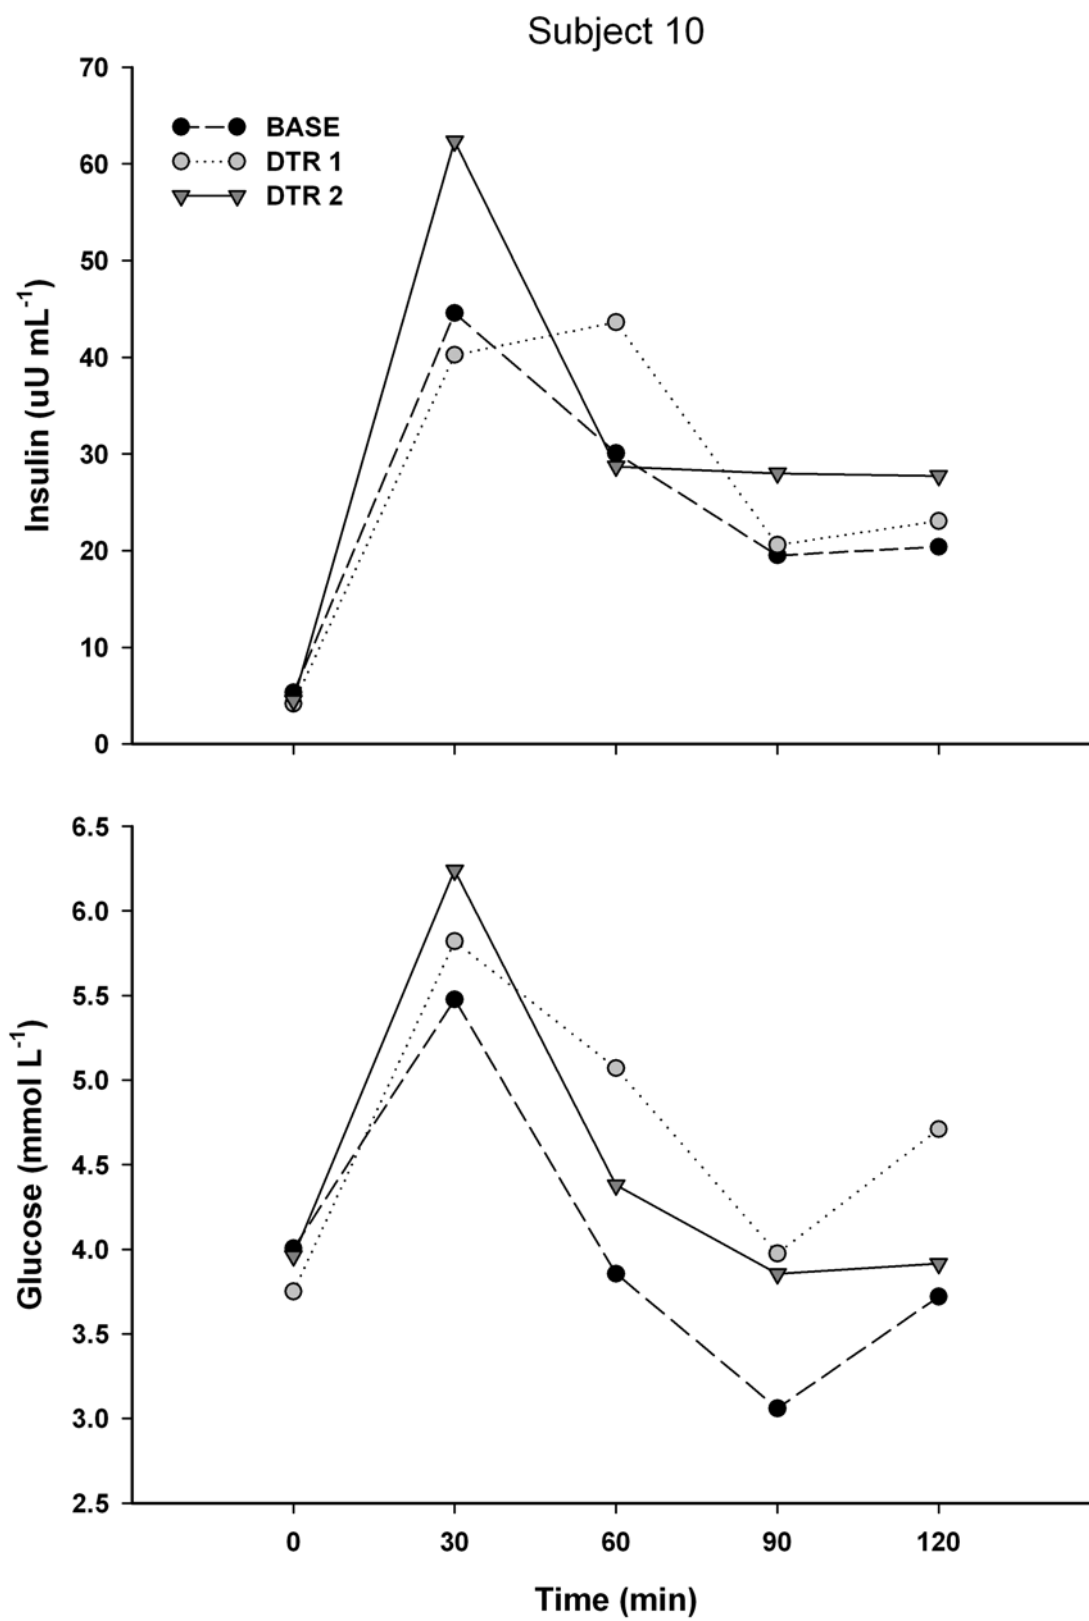 Subject 10
70
60
50
40
30
20
10
0
Insulin (uU mL-1)
BASE
DTR 1
DTR 2
6.5
6.0
5.5
5.0
4.5
4.0
3.5
3.0
2.5
Glucose (mmol L-1)
0 30 60 90 120
Time (min)